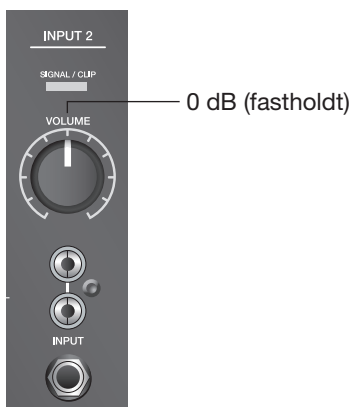 INPUT 2
SIGNAL / CLIP
0 dB (fastholdt)
VOLUME
INPUT